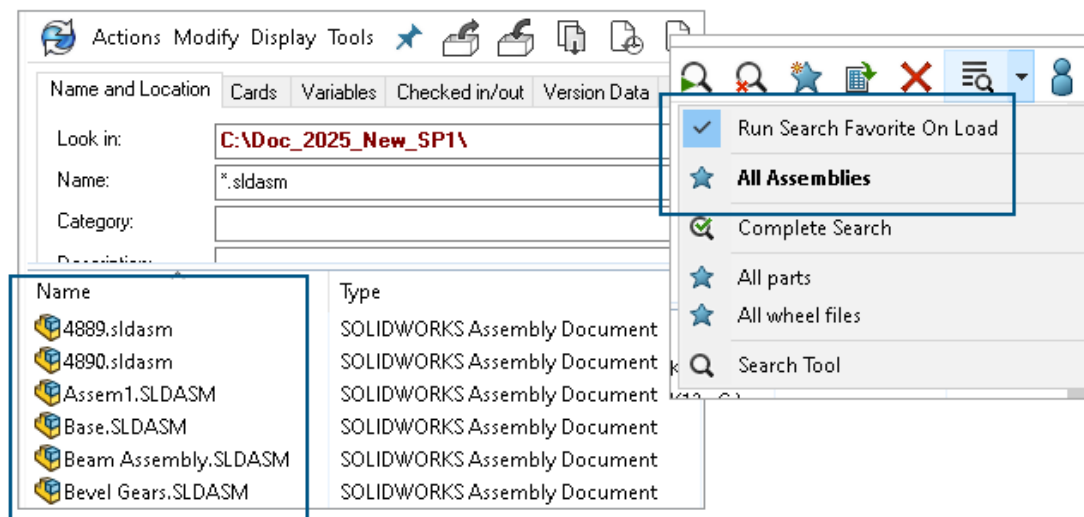 Actions Modify Display Tools
Name and Location Cards Variables Checked in/out Version Data
Look in: C:\Doc_2025_New_SP1\
Name: *.sldasm
Category:
Name Type
4889.sldasm SOLIDWORKS Assembly Document
4890.sldasm SOLIDWORKS Assembly Document
Assem1.SLDASM SOLIDWORKS Assembly Document
Base.SLDASM SOLIDWORKS Assembly Document
Beam Assembly.SLDASM SOLIDWORKS Assembly Document
Bevel Gears.SLDASM SOLIDWORKS Assembly Document
Run Search Favorite On Load
All Assemblies
Complete Search
All parts
All wheel files
Search Tool